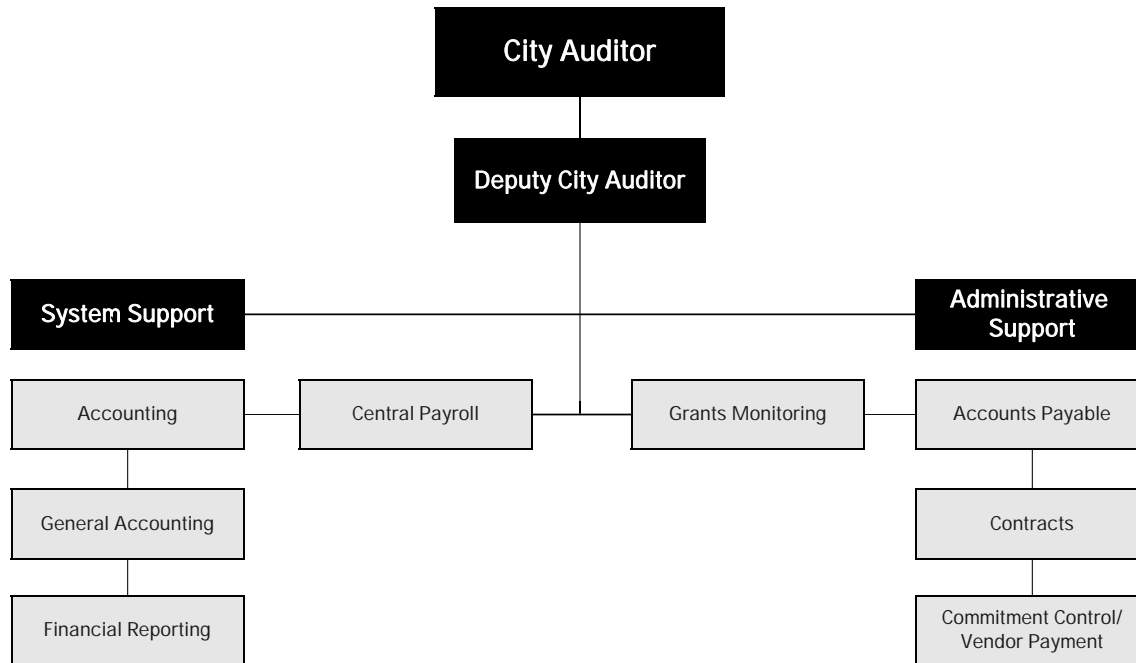 City Auditor
Deputy City Auditor
System Support
Administrative
Support
Accounting
Central Payroll
Grants Monitoring
Accounts Payable
General Accounting
Contracts
Financial Reporting
Commitment Control/
Vendor Payment